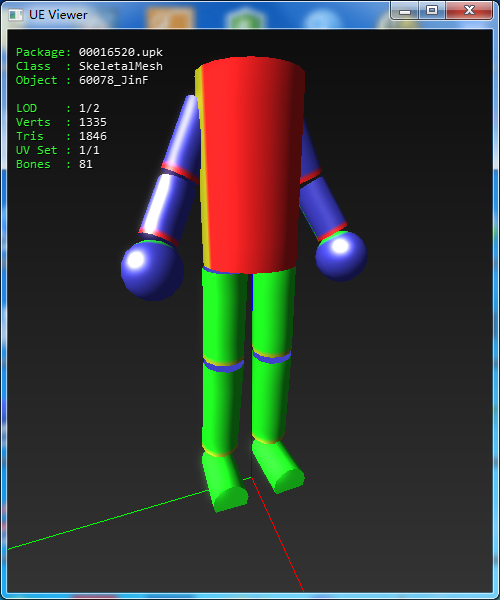 UE Viewer
Package: 00016520.upk
Class : SkeletalMesh
Object : 60078_JinF
LOD : 1/2
Verts : 1335
Tris : 1846
UV Set : 1/1
Bones : 81